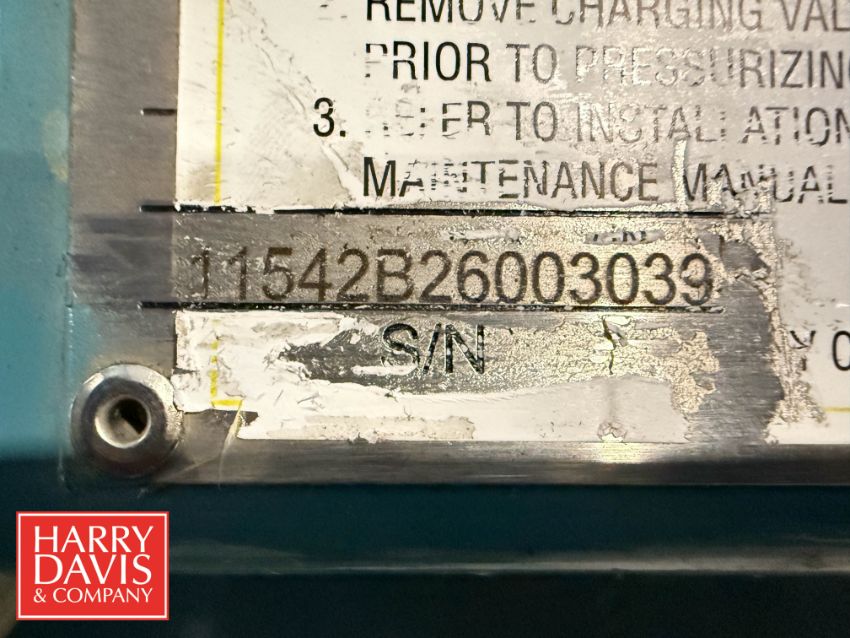 REMOVE CHARGING VAL
PRIOR TO PRESSURIZING
3. REFER TO INSTALLATION
MAINTENANCE MANUAL
11542B26003039
S/N Y O
HARRY
DAVIS
& COMPANY